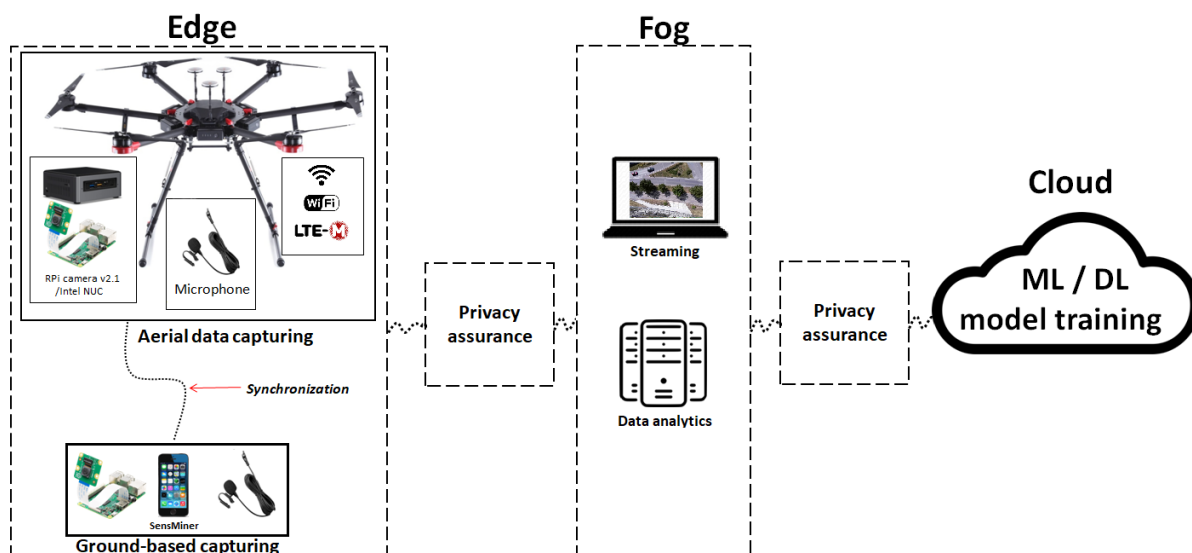 Edge
Fog
Cloud
WiFi
LTE-M
RPi camera v2.1
/Intel NUC
Microphone
Aerial data capturing
Synchronization
SensMiner
Ground-based capturing
Privacy
assurance
Streaming
Data analytics
Privacy
assurance
ML / DL
model training